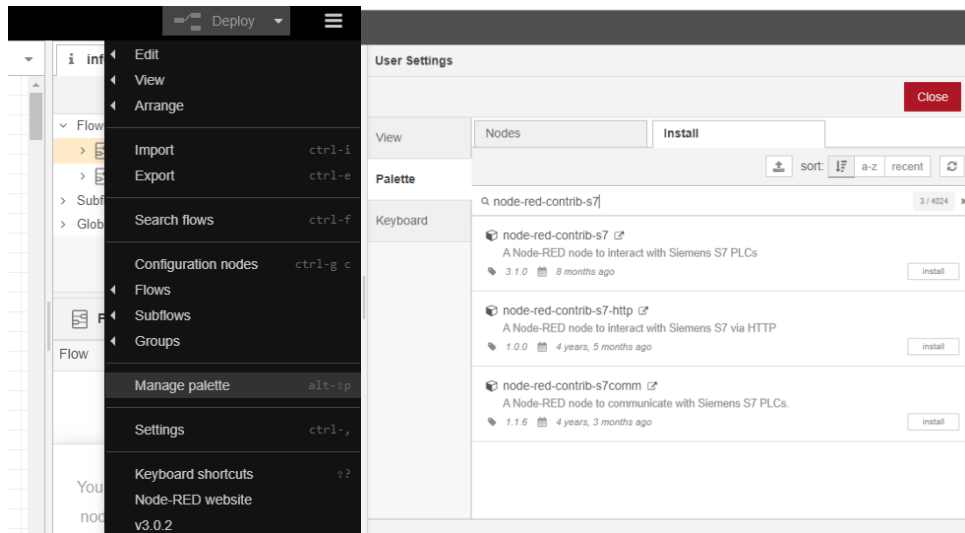 Deploy
i inf
Flow
Subf
Glob
F
Flow
You
nod
Edit
View
Arrange
Import ctrl-i
Export ctrl-e
Search flows ctrl-f
Configuration nodes ctrl-g c
Flows
Subflows
Groups
Manage palette alt-⇧p
Settings ctrl-,
Keyboard shortcuts ⇧?
Node-RED website
v3.0.2
User Settings
Close
View
Palette
Keyboard
Nodes Install
sort: a-z recent
node-red-contrib-s7 3 / 4024 x
node-red-contrib-s7
A Node-RED node to interact with Siemens S7 PLCs
3.1.0 8 months ago install
node-red-contrib-s7-http
A Node-RED node to interact with Siemens S7 via HTTP
1.0.0 4 years, 5 months ago install
node-red-contrib-s7comm
A Node-RED node to communicate with Siemens S7 PLCs.
1.1.6 4 years, 3 months ago install